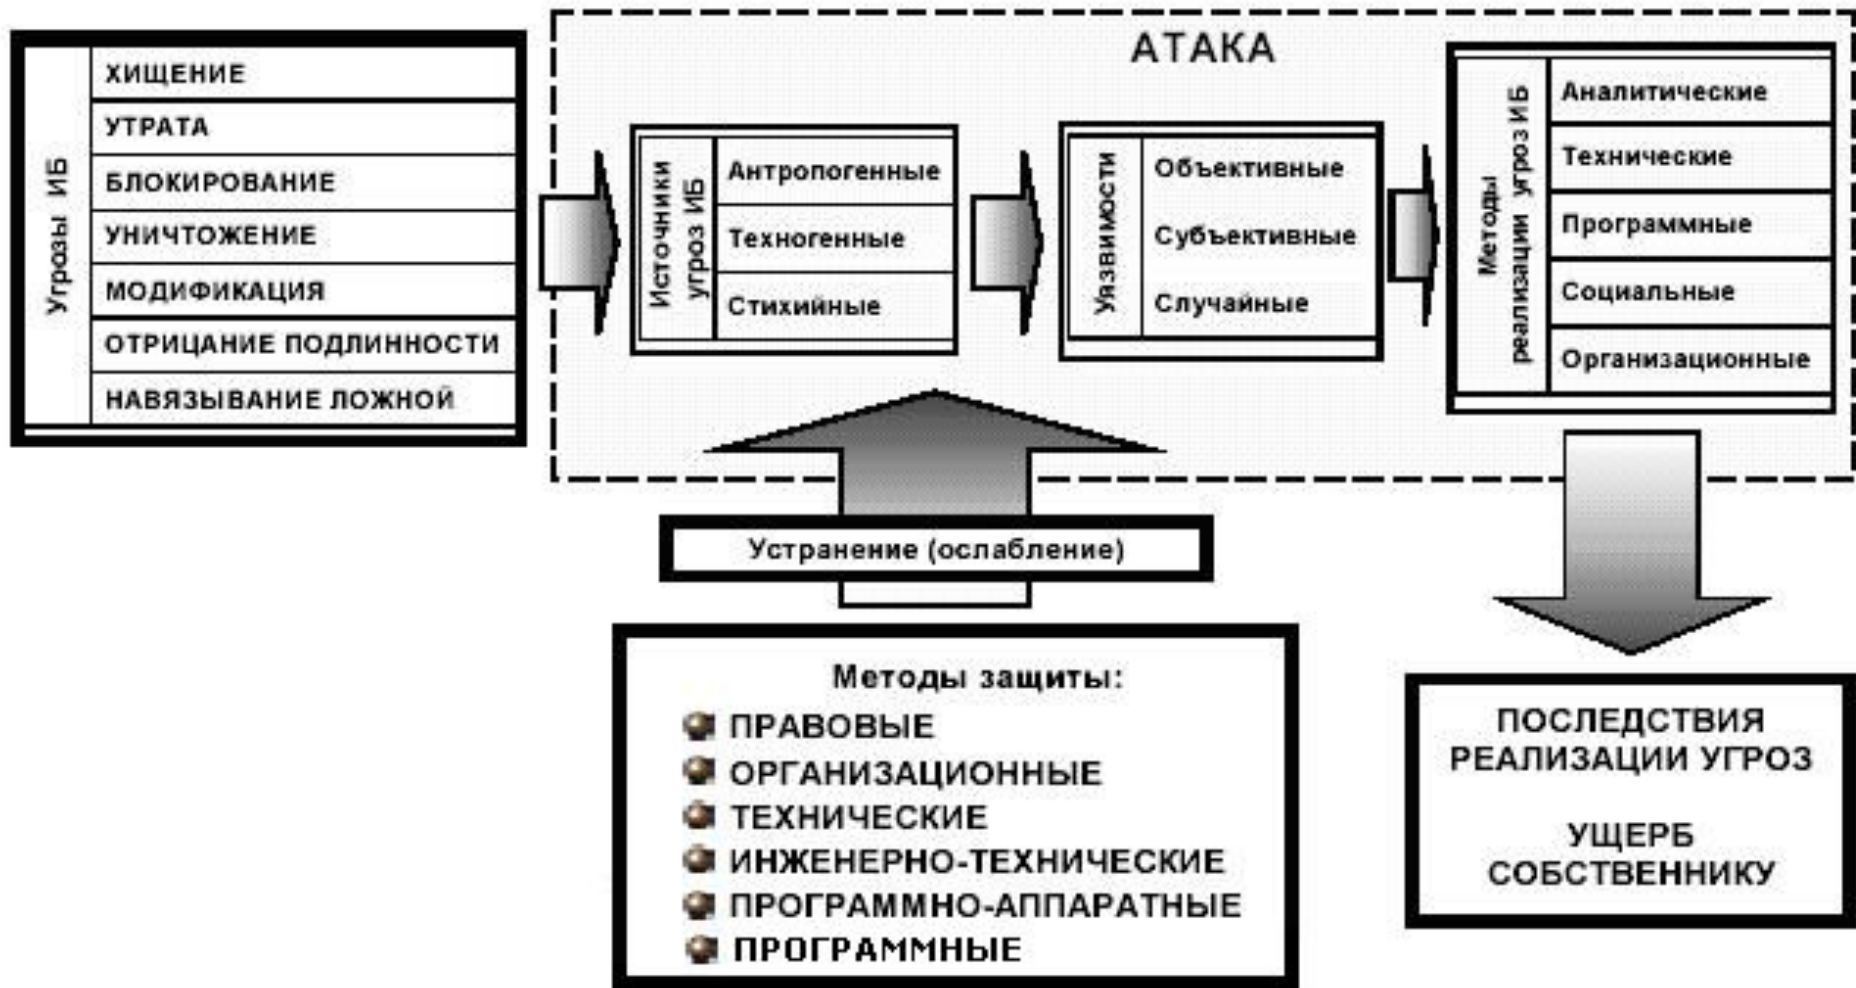 Угрозы ИБ
ХИЩЕНИЕ
УТРАТА
БЛОКИРОВАНИЕ
УНИЧТОЖЕНИЕ
МОДИФИКАЦИЯ
ОТРИЦАНИЕ ПОДЛИННОСТИ
НАВЯЗЫВАНИЕ ЛОЖНОЙ
АТАКА
Источники
угроз ИБ
Антропогенные
Техногенные
Стихийные
Уязвимости
Объективные
Субъективные
Случайные
Методы
реализации угроз ИБ
Аналитические
Технические
Программные
Социальные
Организационные
Устранение (ослабление)
Методы защиты:
ПРАВОВЫЕ
ОРГАНИЗАЦИОННЫЕ
ТЕХНИЧЕСКИЕ
ИНЖЕНЕРНО-ТЕХНИЧЕСКИЕ
ПРОГРАММНО-АППАРАТНЫЕ
ПРОГРАММНЫЕ
ПОСЛЕДСТВИЯ
РЕАЛИЗАЦИИ УГРОЗ
УЩЕРБ
СОБСТВЕННИКУ